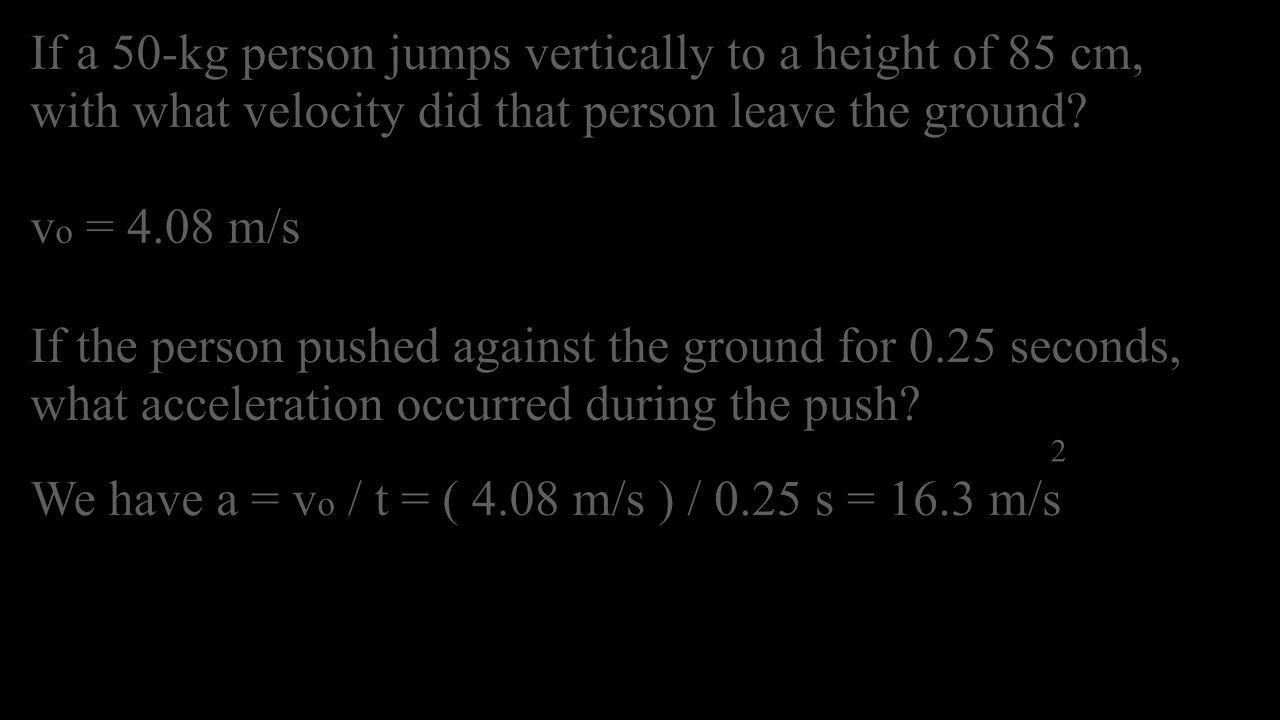 If a 50-kg person jumps vertically to a height of 85 cm,
with what velocity did that person leave the ground?
vo = 4.08 m/s
If the person pushed against the ground for 0.25 seconds,
what acceleration occurred during the push?
We have a = vo / t = ( 4.08 m/s ) / 0.25 s = 16.3 m/s²